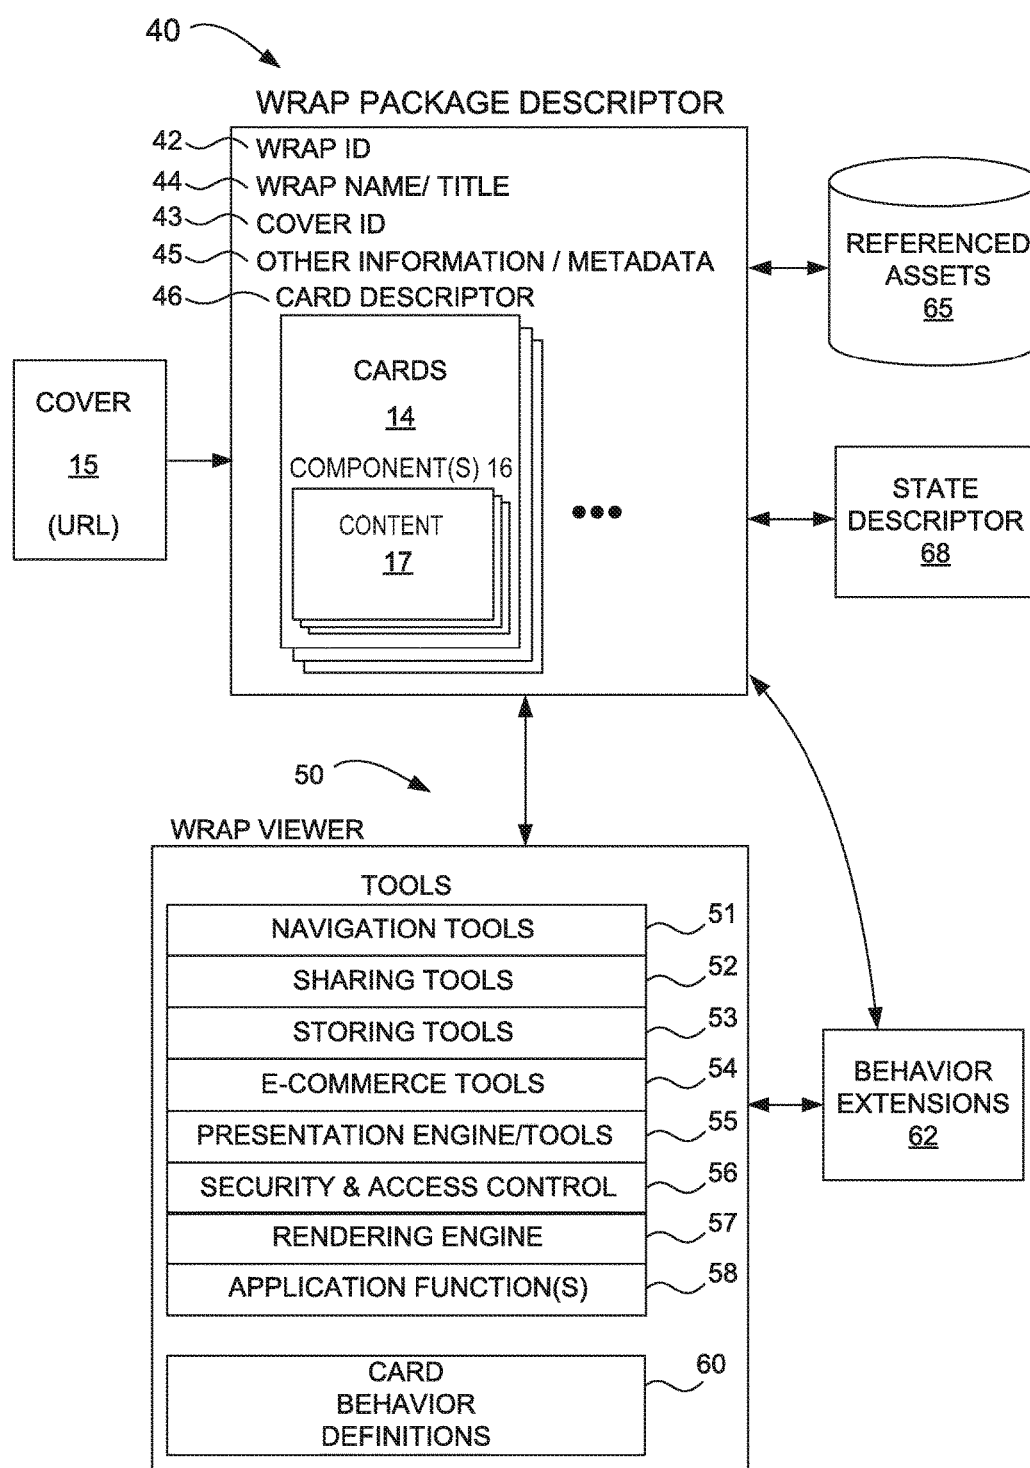 40
WRAP PACKAGE DESCRIPTOR
42 WRAP ID
44 WRAP NAME/ TITLE
43 COVER ID
45 OTHER INFORMATION / METADATA
46 CARD DESCRIPTOR
CARDS
14
COMPONENT(S) 16
CONTENT
17
COVER
15
(URL)
REFERENCED
ASSETS
65
STATE
DESCRIPTOR
68
50
WRAP VIEWER
TOOLS
NAVIGATION TOOLS 51
SHARING TOOLS 52
STORING TOOLS 53
E-COMMERCE TOOLS 54
PRESENTATION ENGINE/TOOLS 55
SECURITY & ACCESS CONTROL 56
RENDERING ENGINE 57
APPLICATION FUNCTION(S) 58
CARD 60
BEHAVIOR
DEFINITIONS
BEHAVIOR
EXTENSIONS
62